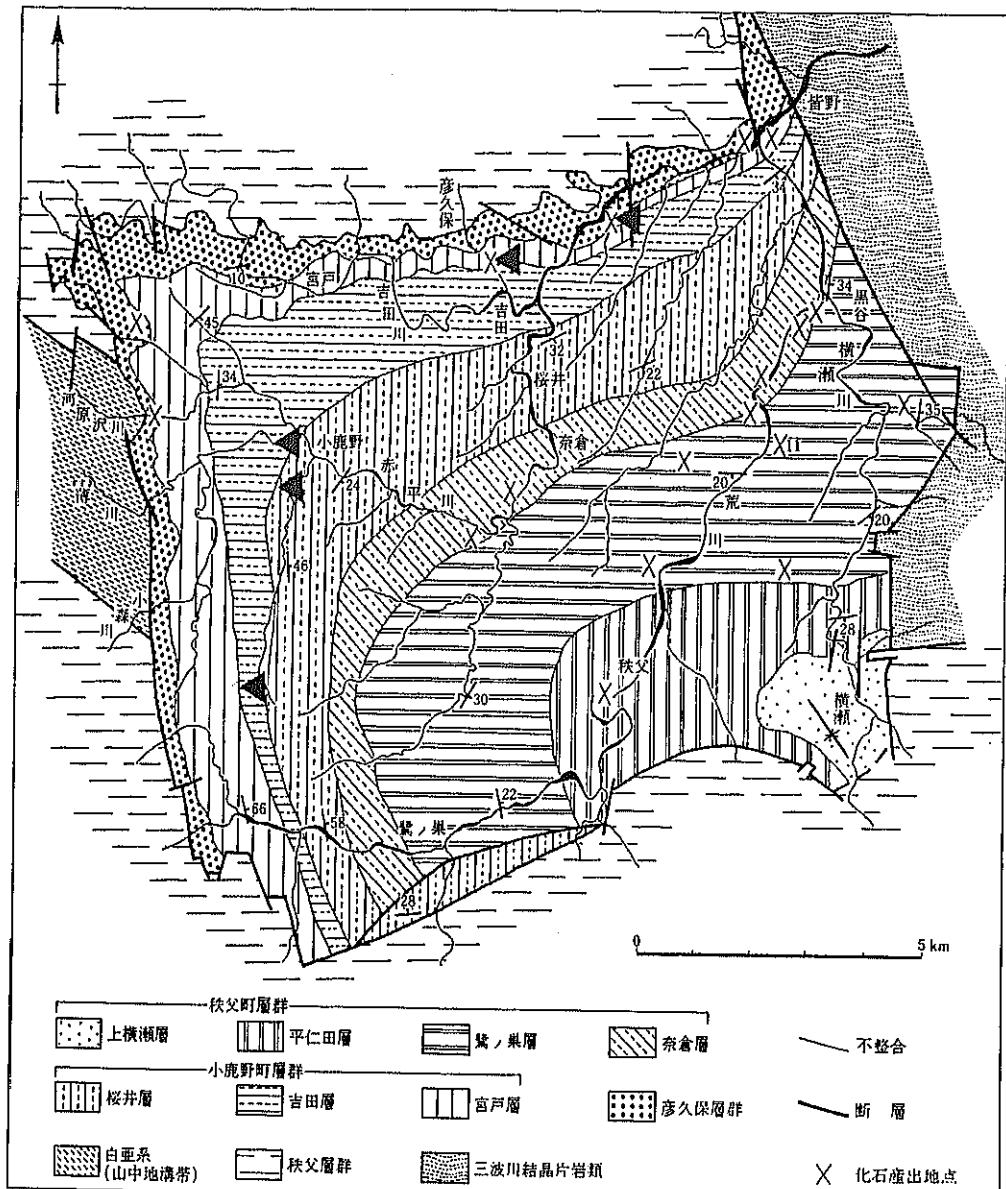 皆野
彦久保
34
10
宮戸
吉田川
吉田
34
黒谷
45
32
横瀬川
34
桜井
22
河原沢川
35
小鹿野
奈倉
赤平川
24
20
荒川
20
46
森川
28
秩父
30
横瀬
22
66
58
鷺ノ巣
28
0
5 km
秩父町層群
上横瀬層
平仁田層
鷺ノ巣層
奈倉層
不整合
小鹿野町層群
桜井層
吉田層
宮戸層
彦久保層群
断層
白亜系
(山中地溝帯)
秩父層群
三波川結晶片岩類
化石産出地点